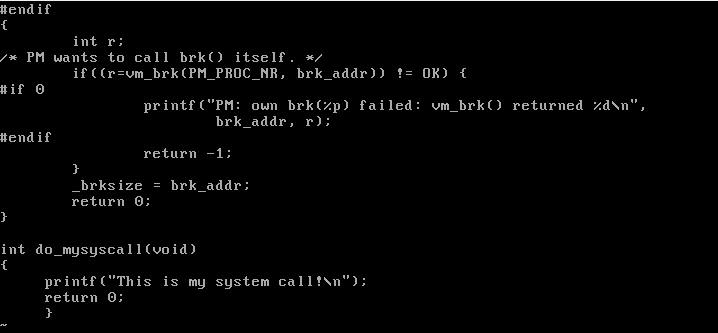 #endif
{
        int r;
/* PM wants to call brk() itself. */
        if((r=vm_brk(PM_PROC_NR, brk_addr)) != OK) {
#if 0
                printf("PM: own brk(%p) failed: vm_brk() returned %d\n",
                        brk_addr, r);
#endif
                return -1;
        }
        _brksize = brk_addr;
        return 0;
}

int do_mysyscall(void)
{
     printf("This is my system call!\n");
     return 0;
     }
~